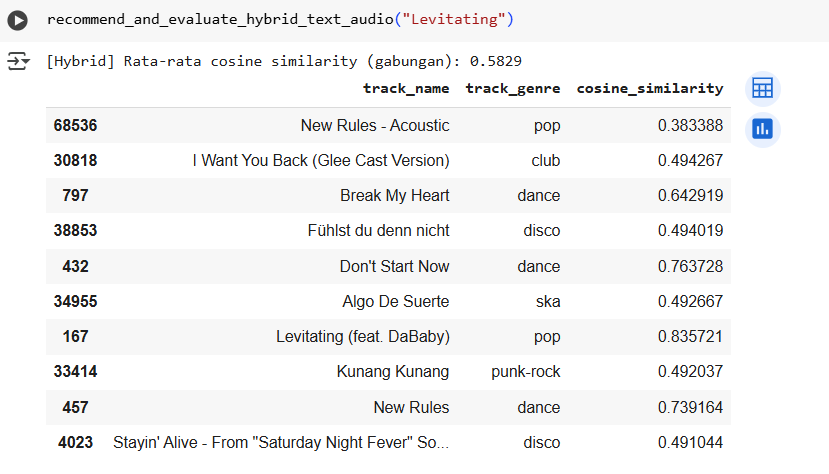 recommend_and_evaluate_hybrid_text_audio("Levitating")
[Hybrid] Rata-rata cosine similarity (gabungan): 0.5829
track_name track_genre cosine_similarity
68536 New Rules - Acoustic pop 0.383388
30818 I Want You Back (Glee Cast Version) club 0.494267
797 Break My Heart dance 0.642919
38853 Fühlst du denn nicht disco 0.494019
432 Don't Start Now dance 0.763728
34955 Algo De Suerte ska 0.492667
167 Levitating (feat. DaBaby) pop 0.835721
33414 Kunang Kunang punk-rock 0.492037
457 New Rules dance 0.739164
4023 Stayin' Alive - From "Saturday Night Fever" So... disco 0.491044